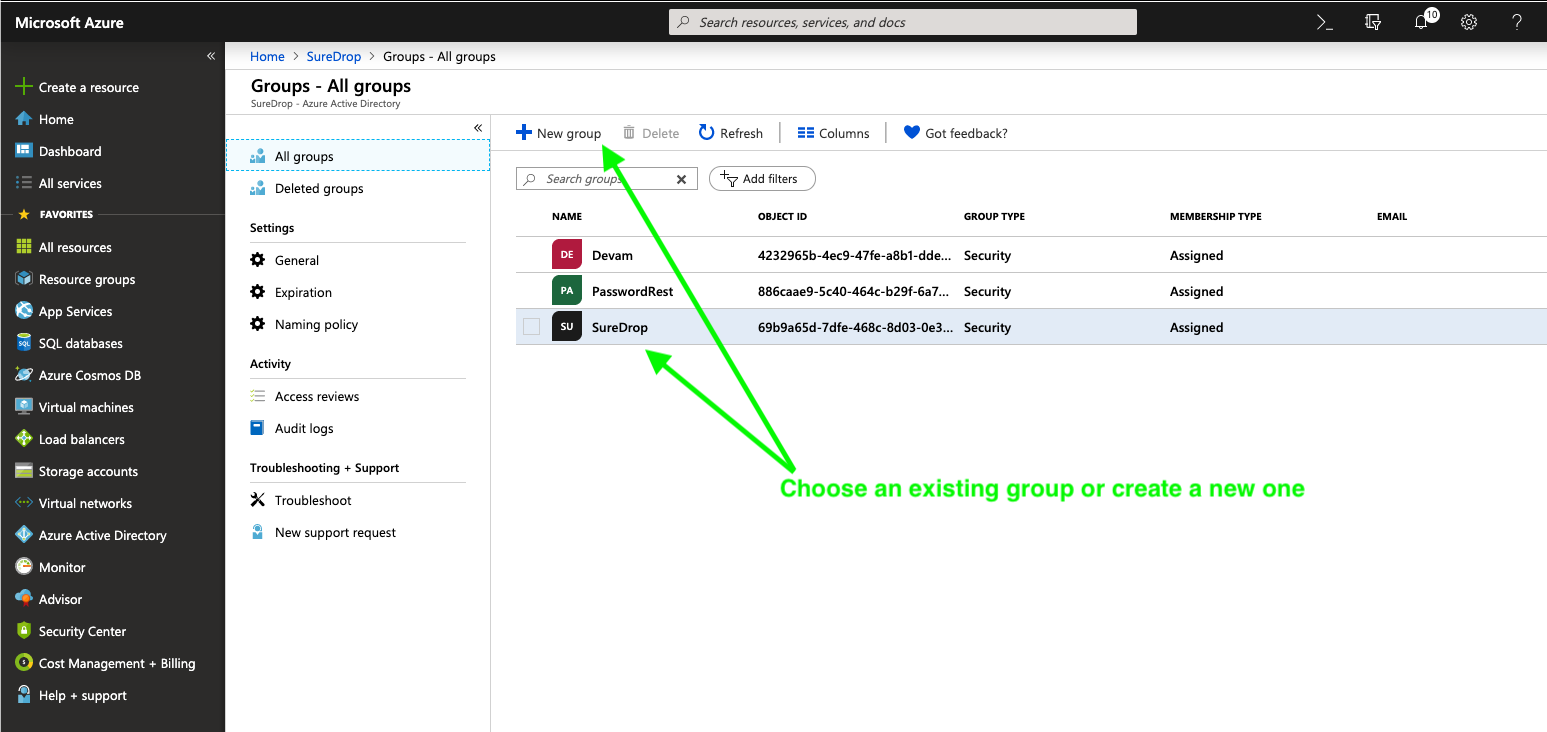 Microsoft Azure
Search resources, services, and docs
10
Create a resource
Home
Dashboard
All services
FAVORITES
All resources
Resource groups
App Services
SQL databases
Azure Cosmos DB
Virtual machines
Load balancers
Storage accounts
Virtual networks
Azure Active Directory
Monitor
Advisor
Security Center
Cost Management + Billing
Help + support
Home > SureDrop > Groups - All groups
Groups - All groups
SureDrop - Azure Active Directory
All groups
Deleted groups
Settings
General
Expiration
Naming policy
Activity
Access reviews
Audit logs
Troubleshooting + Support
Troubleshoot
New support request
New group Delete Refresh Columns Got feedback?
Search groups Add filters
NAME OBJECT ID GROUP TYPE MEMBERSHIP TYPE EMAIL
DE Devam 4232965b-4ec9-47fe-a8b1-dde... Security Assigned
PA PasswordRest 886caae9-5c40-464c-b29f-6a7... Security Assigned
SU SureDrop 69b9a65d-7dfe-468c-8d03-0e3... Security Assigned
Choose an existing group or create a new one